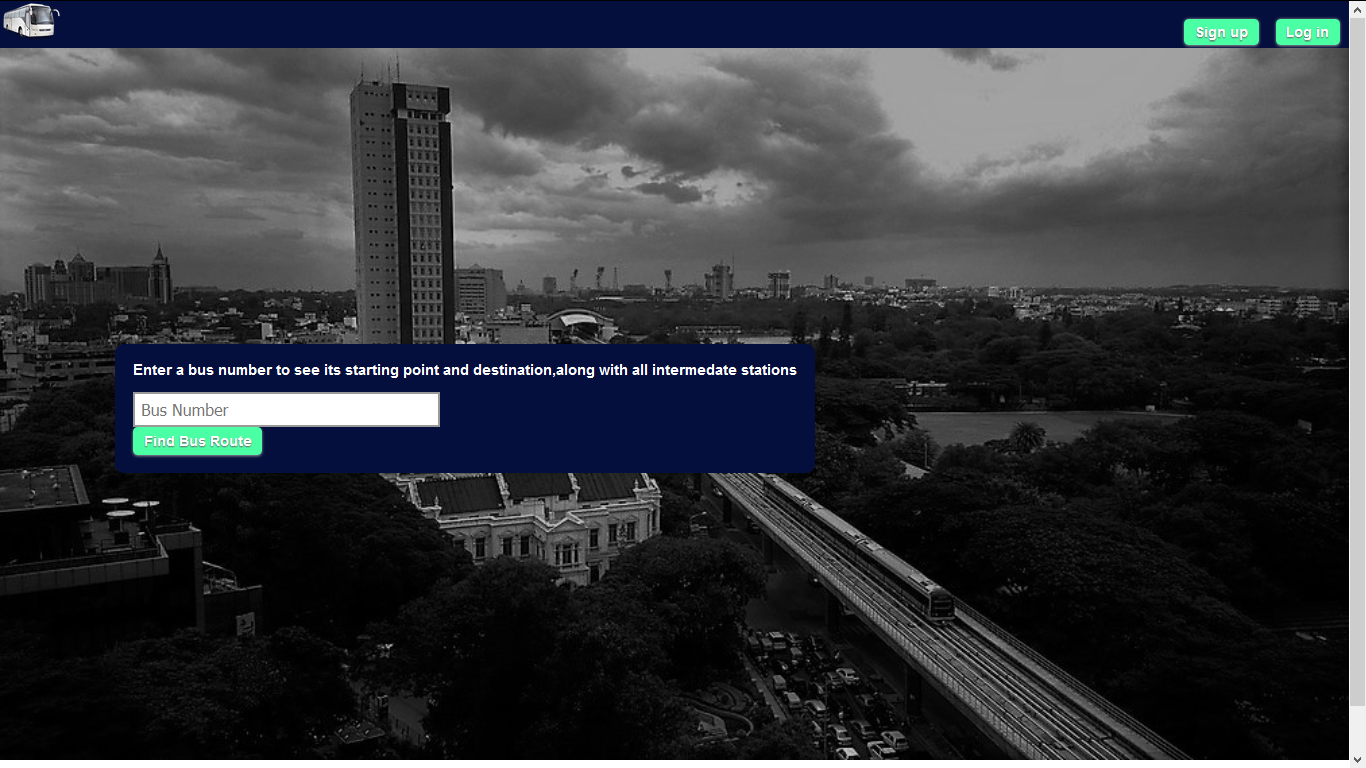 Sign up Log in
Enter a bus number to see its starting point and destination,along with all intermedate stations
Bus Number
Find Bus Route